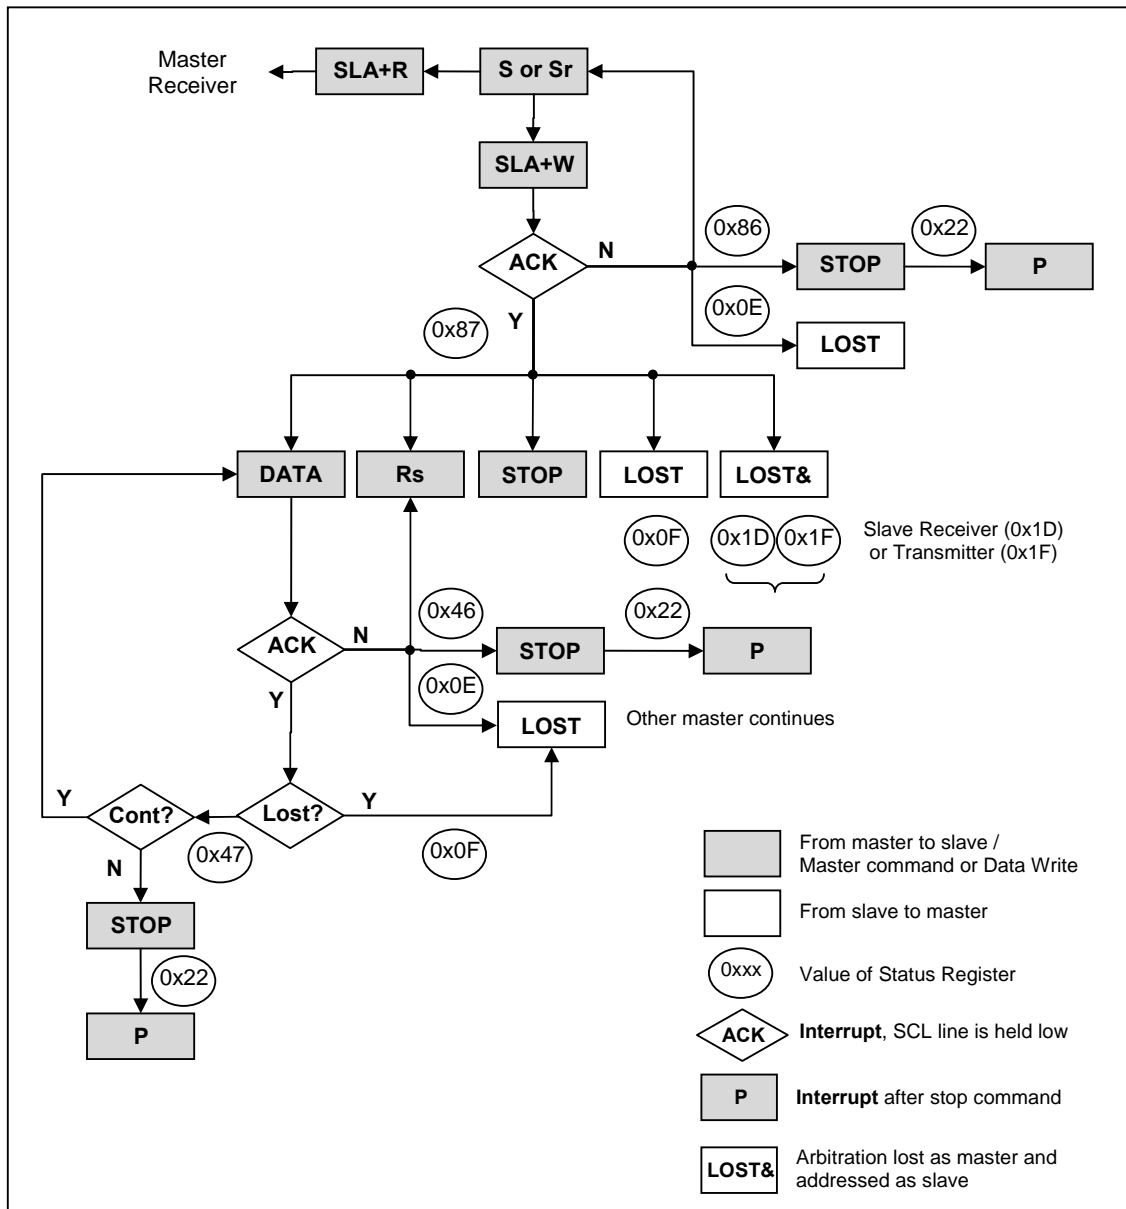 Master
Receiver
SLA+R
S or Sr
SLA+W
ACK
N
0x86
0x22
STOP
P
Y
0x87
0x0E
LOST
DATA
Rs
STOP
LOST
LOST&
0x0F
0x1D
0x1F
Slave Receiver (0x1D)
or Transmitter (0x1F)
ACK
N
0x46
0x22
STOP
P
Y
0x0E
LOST
Other master continues
Y
Cont?
Lost?
Y
0x47
0x0F
N
STOP
0x22
P
From master to slave /
Master command or Data Write
From slave to master
0xxx
Value of Status Register
ACK
Interrupt, SCL line is held low
P
Interrupt after stop command
LOST&
Arbitration lost as master and
addressed as slave